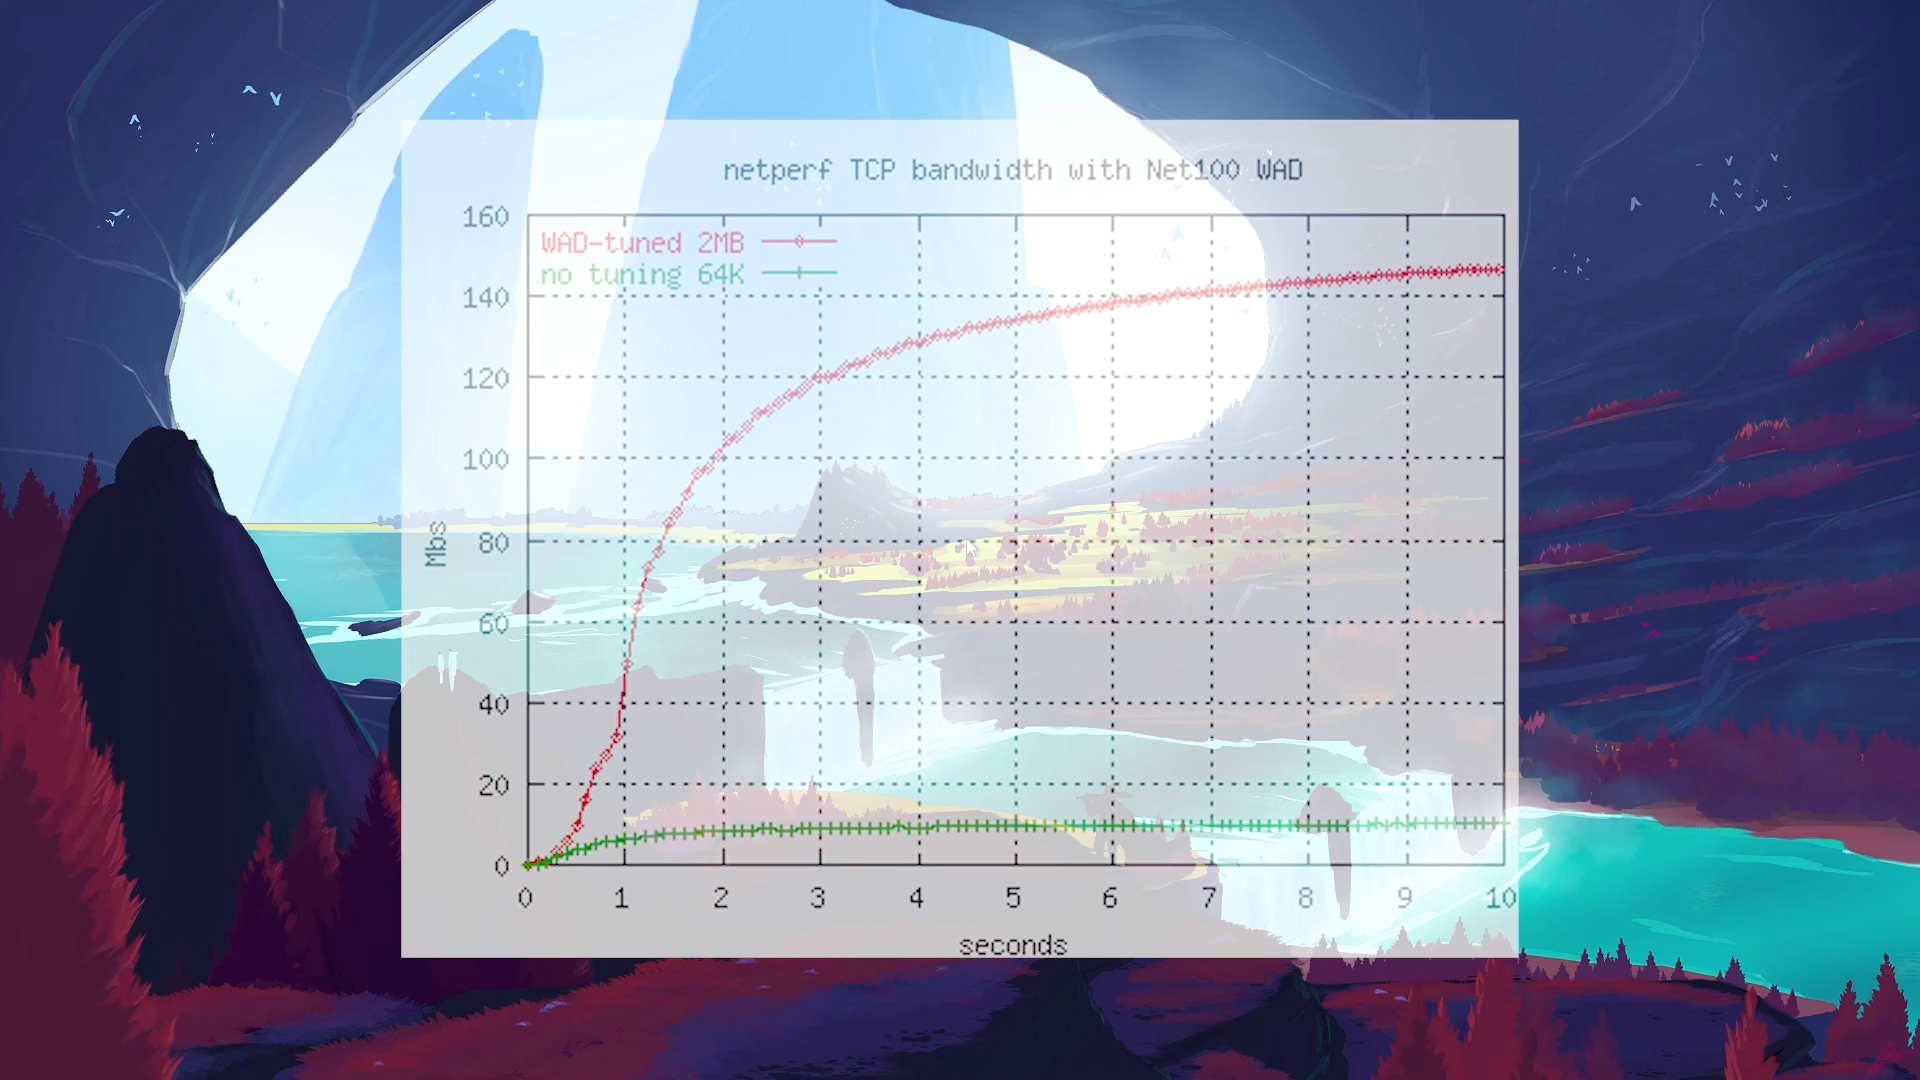 netperf TCP bandwidth with Net100 WAD
WAD-tuned 2MB
no tuning 64K
160
140
120
100
80
60
40
20
0
Mbs
0 1 2 3 4 5 6 7 8 9 10
seconds